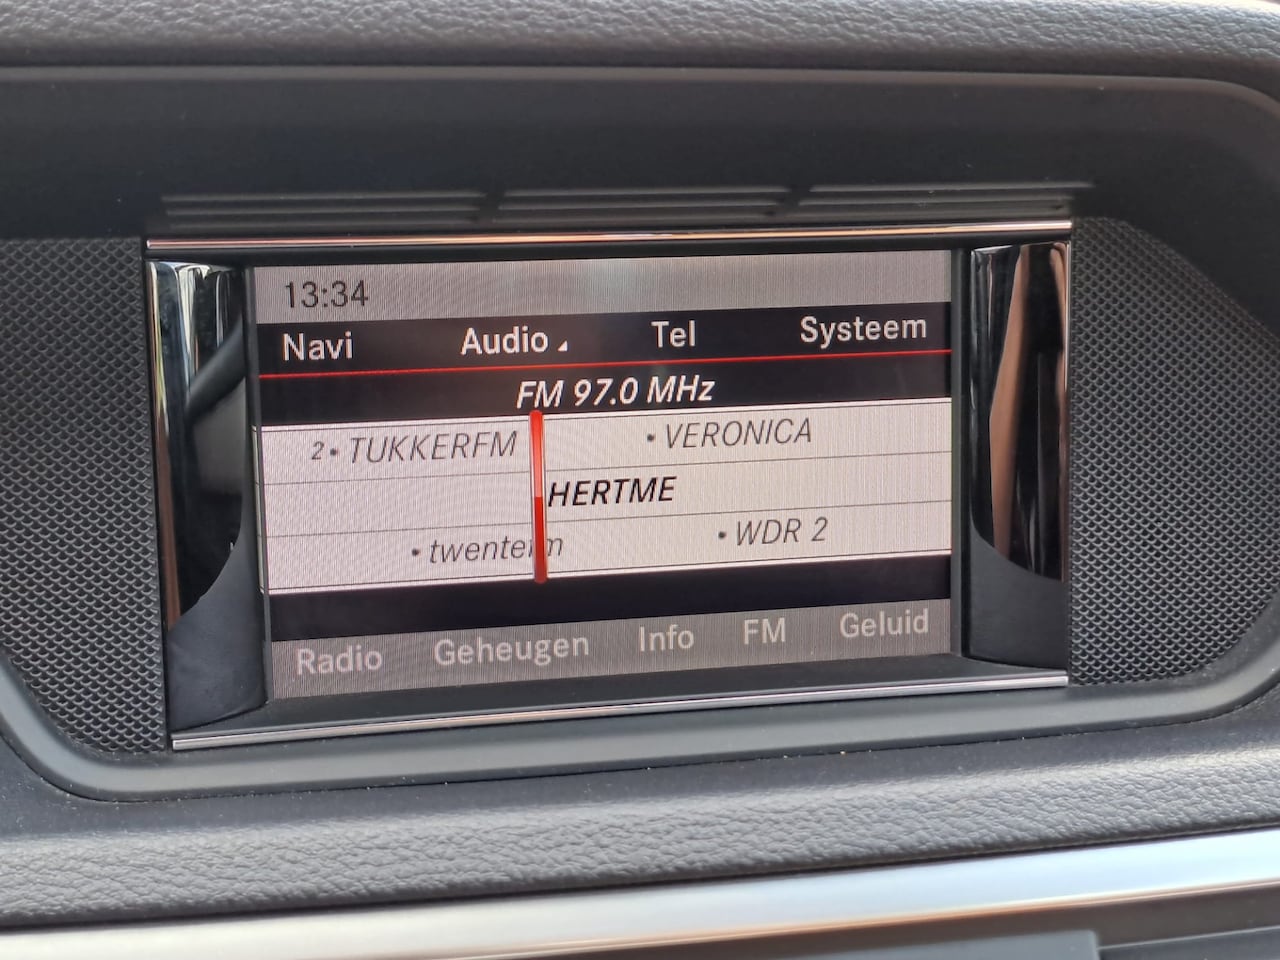 13:34
Navi Audio Tel Systeem
FM 97.0 MHz
2 • TUKKERFM • VERONICA
HERTME
• twentefm • WDR 2
Radio Geheugen Info FM Geluid